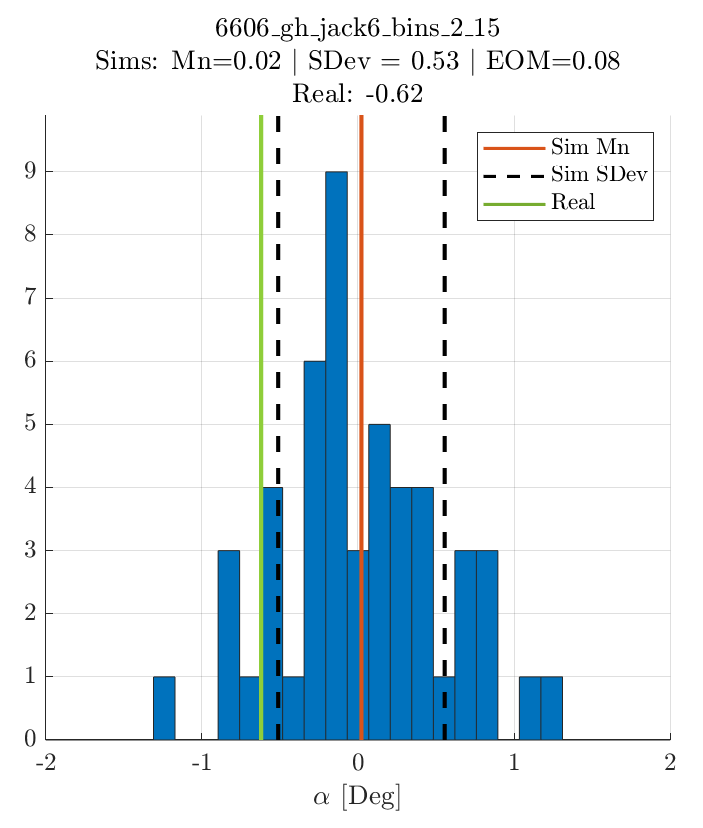 6606_gh_jack6_bins_2_15
Sims: Mn=0.02 | SDev = 0.53 | EOM=0.08
Real: -0.62
Sim Mn
Sim SDev
Real
9
8
7
6
5
4
3
2
1
0
-2 -1 0 1 2
α [Deg]